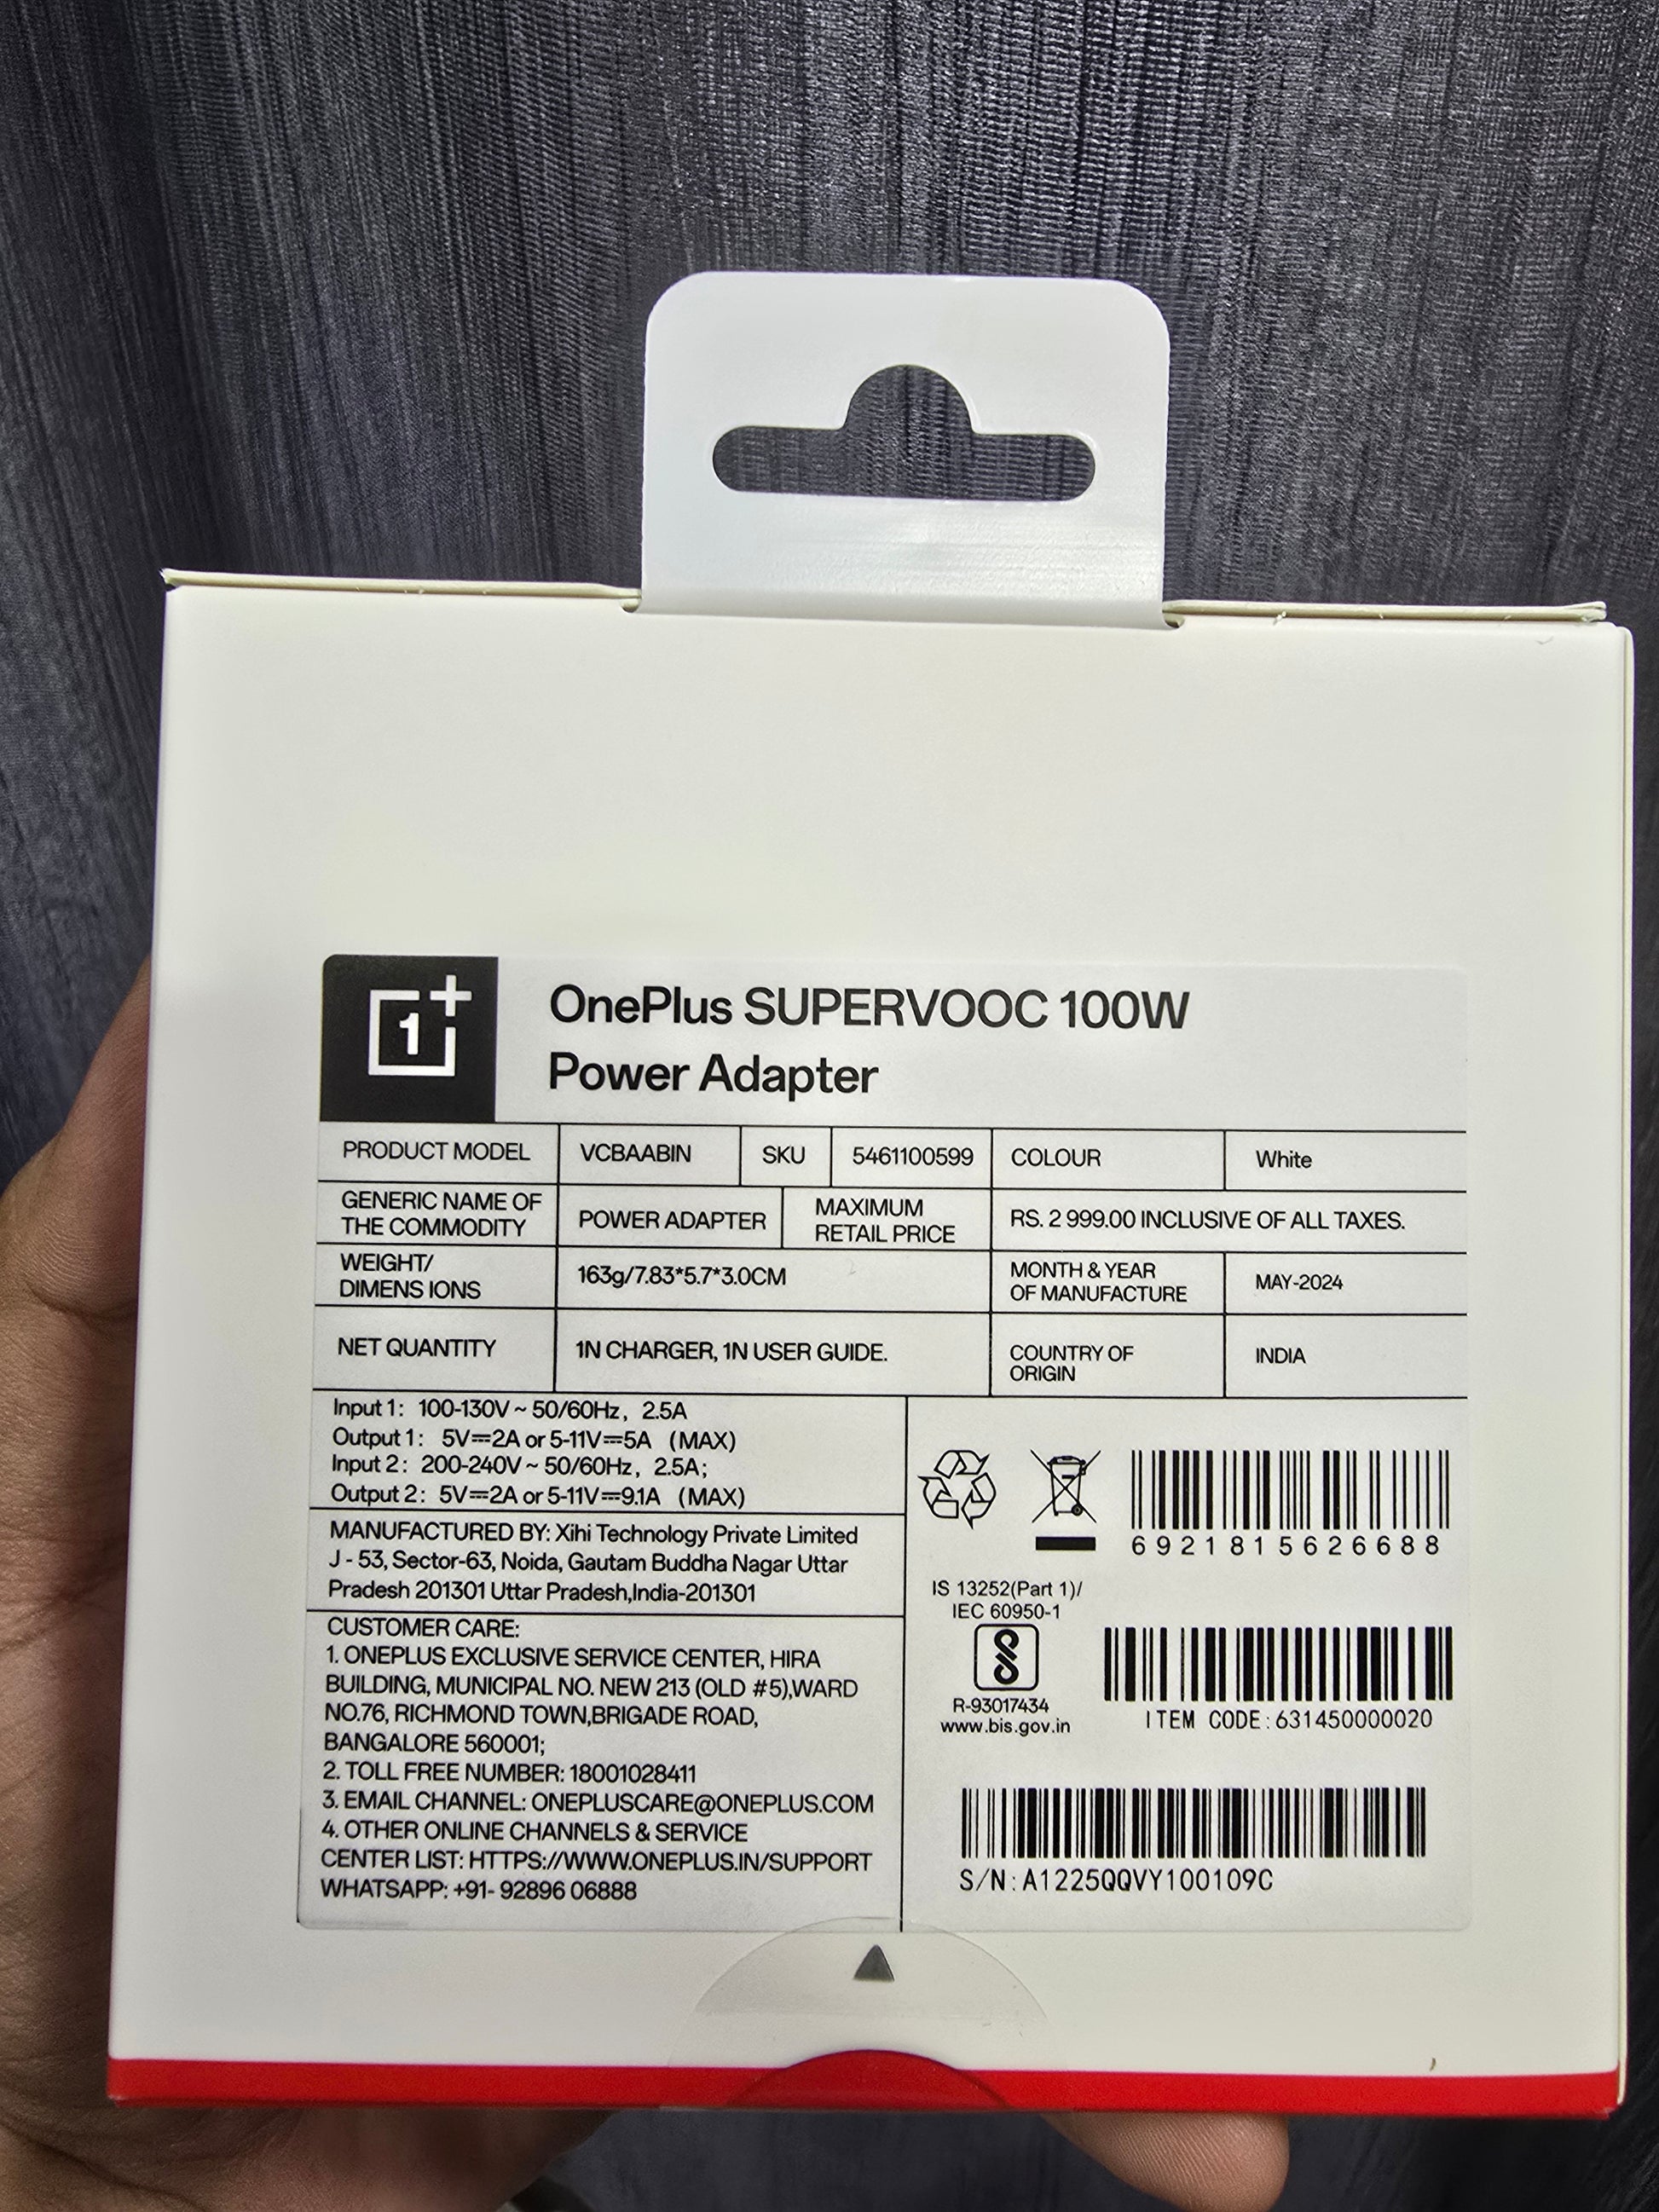 1+
OnePlus SUPERVOOC 100W
Power Adapter
PRODUCT MODEL VCBAABIN SKU 5461100599 COLOUR White
GENERIC NAME OF
THE COMMODITY
POWER ADAPTER
MAXIMUM
RETAIL PRICE
RS. 2 999.00 INCLUSIVE OF ALL TAXES.
WEIGHT/
DIMENS IONS
163g/7.83*5.7*3.0CM
MONTH & YEAR
OF MANUFACTURE
MAY-2024
NET QUANTITY
1N CHARGER, 1N USER GUIDE.
COUNTRY OF
ORIGIN
INDIA
Input 1: 100-130V ~ 50/60Hz, 2.5A
Output 1: 5V⎓2A or 5-11V⎓5A (MAX)
Input 2: 200-240V ~ 50/60Hz, 2.5A;
Output 2: 5V⎓2A or 5-11V⎓9.1A (MAX)
MANUFACTURED BY: Xihi Technology Private Limited
J - 53, Sector-63, Noida, Gautam Buddha Nagar Uttar
Pradesh 201301 Uttar Pradesh,India-201301
CUSTOMER CARE:
1. ONEPLUS EXCLUSIVE SERVICE CENTER, HIRA
BUILDING, MUNICIPAL NO. NEW 213 (OLD #5),WARD
NO.76, RICHMOND TOWN,BRIGADE ROAD,
BANGALORE 560001;
2. TOLL FREE NUMBER: 18001028411
3. EMAIL CHANNEL: ONEPLUSCARE@ONEPLUS.COM
4. OTHER ONLINE CHANNELS & SERVICE
CENTER LIST: HTTPS://WWW.ONEPLUS.IN/SUPPORT
WHATSAPP: +91- 92896 06888
6921815626688
IS 13252(Part 1)/
IEC 60950-1
R-93017434
www.bis.gov.in
ITEM CODE:631450000020
S/N:A1225QQVY100109C